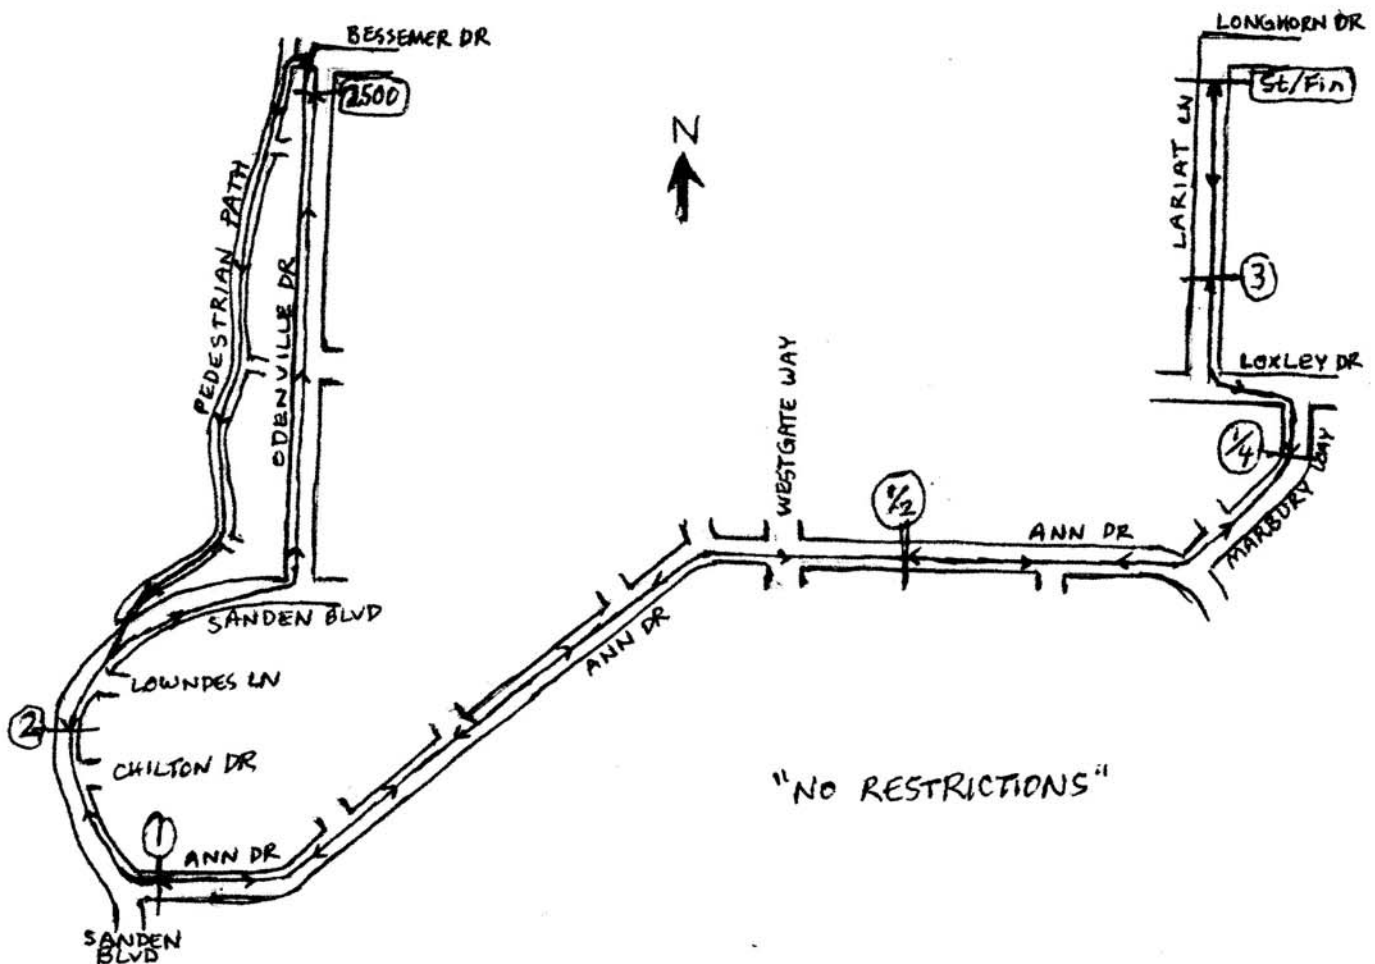 BESSEMER DR
LONGHORN DR
2500
St/Fin
N
LARIAT LN
PEDESTRIAN PATH
ODENVILLE DR
3
WESTGATE WAY
LOXLEY DR
1/4
MARBURY WAY
1/2
ANN DR
SANDEN BLVD
ANN DR
LOWNDES LN
2
CHILTON DR
"NO RESTRICTIONS"
1
ANN DR
SANDEN
BLVD